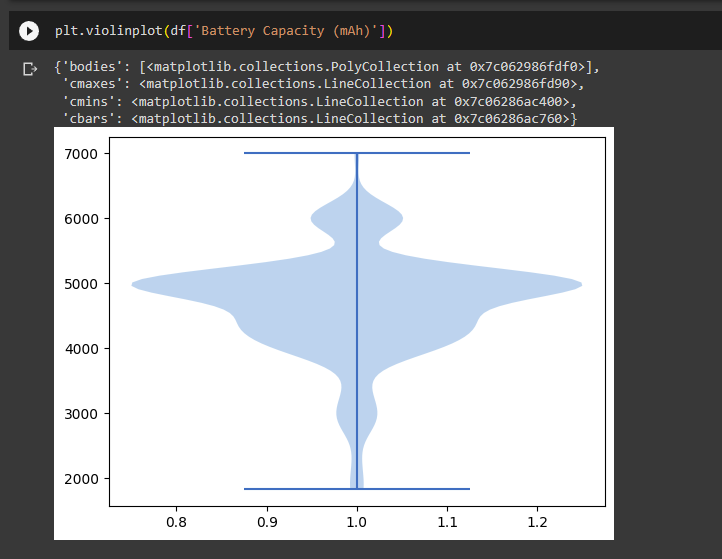 plt.violinplot(df['Battery Capacity (mAh)'])
{'bodies': [<matplotlib.collections.PolyCollection at 0x7c062986fdf0>],
'cmaxes': <matplotlib.collections.LineCollection at 0x7c062986fd90>,
'cmins': <matplotlib.collections.LineCollection at 0x7c06286ac400>,
'cbars': <matplotlib.collections.LineCollection at 0x7c06286ac760>}
7000
6000
5000
4000
3000
2000
0.8 0.9 1.0 1.1 1.2